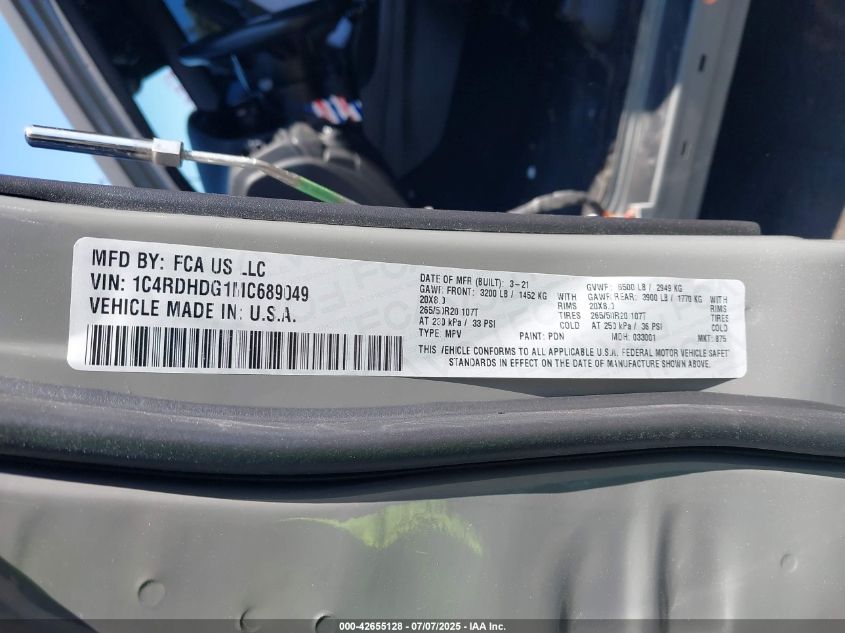 MFD BY: FCA US LLC
VIN: 1C4RDHDG1MC689049
VEHICLE MADE IN: U.S.A.
DATE OF MFR (BUILT): 3-21
GAWR FRONT: 3200 LB / 1452 KG
20X8.0 RIMS
265/50R20 107T TIRES
AT 230 kPa / 33 PSI COLD
TYPE: MPV PAINT: PDN
GVWR: 6500 LB / 2949 KG
GAWR REAR: 3900 LB / 1770 KG
20X8.0 RIMS
265/50R20 107T TIRES
AT 250 kPa / 36 PSI COLD
MDH: 033001 MKT: 875
THIS VEHICLE CONFORMS TO ALL APPLICABLE U.S.A. FEDERAL MOTOR VEHICLE SAFET
STANDARDS IN EFFECT ON THE DATE OF MANUFACTURE SHOWN ABOVE.
000-42655128 - 07/07/2025 - IAA Inc.